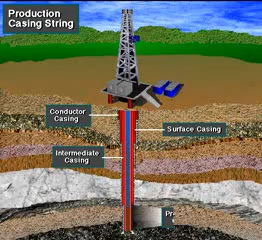 Production
Casing String
Conductor
Casing
Surface Casing
Intermediate
Casing